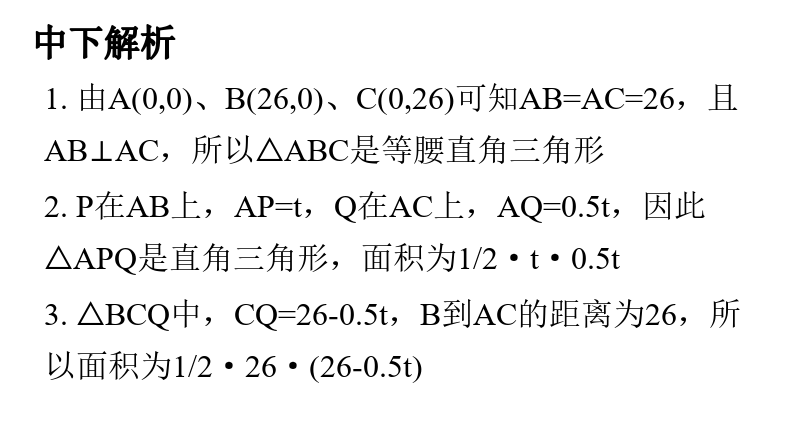 中下解析
1. 由A(0,0)、B(26,0)、C(0,26)可知AB=AC=26，且
AB⊥AC，所以△ABC是等腰直角三角形
2. P在AB上，AP=t，Q在AC上，AQ=0.5t，因此
△APQ是直角三角形，面积为1/2·t·0.5t
3. △BCQ中，CQ=26-0.5t，B到AC的距离为26，所
以面积为1/2·26·(26-0.5t)